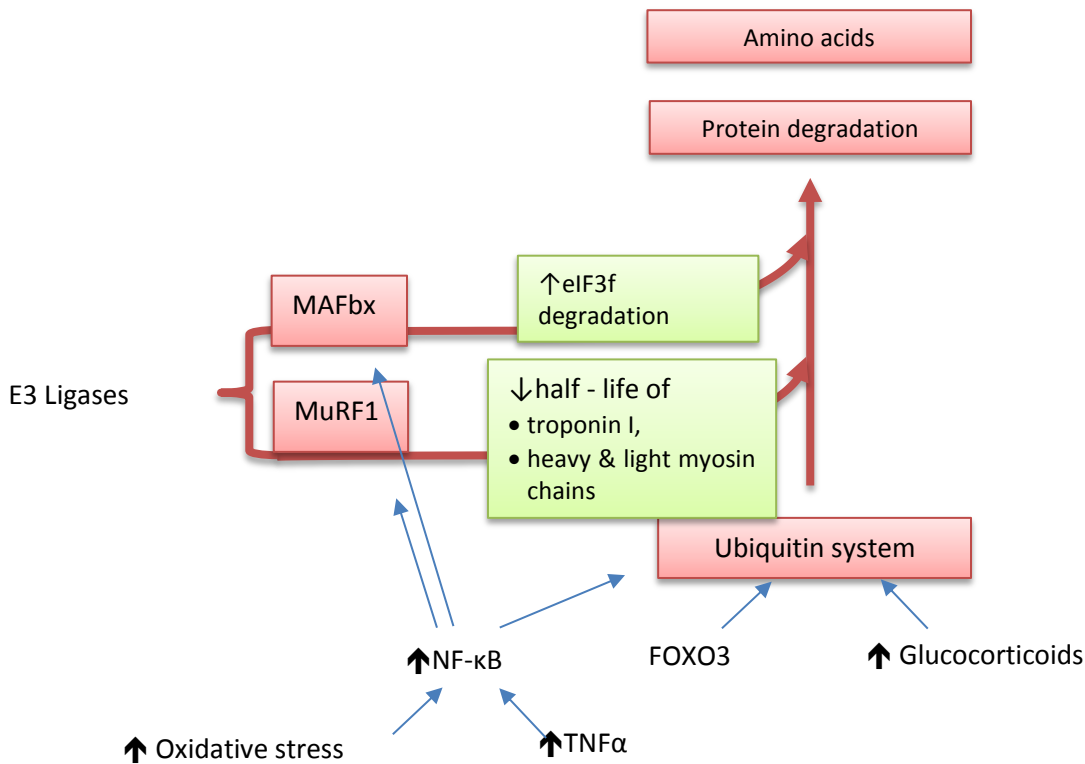 Amino acids
Protein degradation
MAFbx
↑eIF3f
degradation
E3 Ligases
MuRF1
↓half - life of
• troponin I,
• heavy & light myosin
chains
Ubiquitin system
↑NF-κB
FOXO3
↑ Glucocorticoids
↑ Oxidative stress
↑TNFα